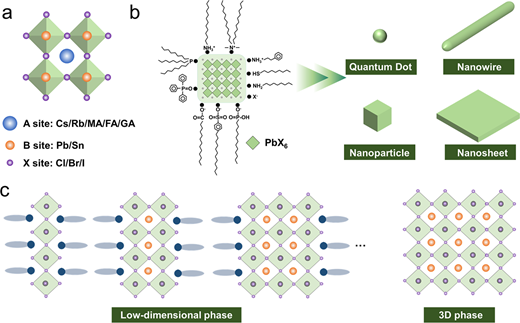 a
A site: Cs/Rb/MA/FA/GA
B site: Pb/Sn
X site: Cl/Br/I
b
NH₃⁺
N⁺
P
NH₂
P=O
HS
NH₂
X⁻
O=C
O=S=O
O=P-OH
PbX₆
Quantum Dot
Nanowire
Nanoparticle
Nanosheet
c
...
Low-dimensional phase
3D phase